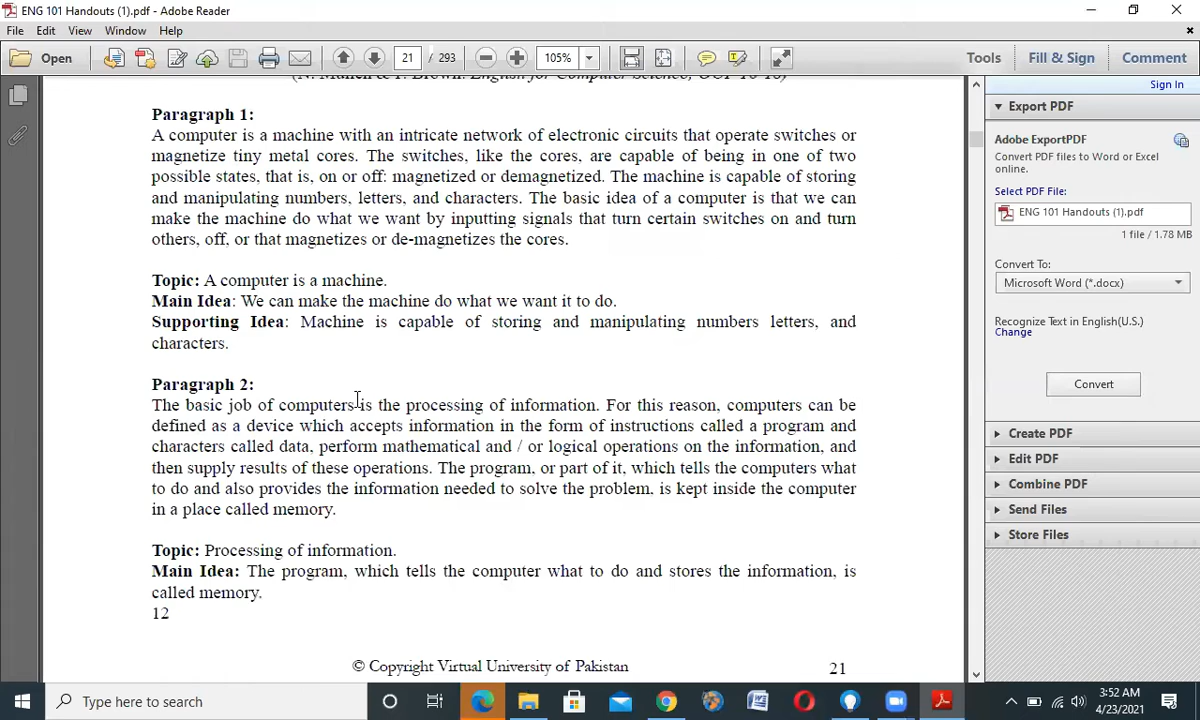 ENG 101 Handouts (1).pdf - Adobe Reader
File Edit View Window Help
Open 21 / 293 105% Tools Fill & Sign Comment
Sign In
Paragraph 1:
A computer is a machine with an intricate network of electronic circuits that operate switches or
magnetize tiny metal cores. The switches, like the cores, are capable of being in one of two
possible states, that is, on or off: magnetized or demagnetized. The machine is capable of storing
and manipulating numbers, letters, and characters. The basic idea of a computer is that we can
make the machine do what we want by inputting signals that turn certain switches on and turn
others, off, or that magnetizes or de-magnetizes the cores.
Topic: A computer is a machine.
Main Idea: We can make the machine do what we want it to do.
Supporting Idea: Machine is capable of storing and manipulating numbers letters, and
characters.
Paragraph 2:
The basic job of computers is the processing of information. For this reason, computers can be
defined as a device which accepts information in the form of instructions called a program and
characters called data, perform mathematical and / or logical operations on the information, and
then supply results of these operations. The program, or part of it, which tells the computers what
to do and also provides the information needed to solve the problem, is kept inside the computer
in a place called memory.
Topic: Processing of information.
Main Idea: The program, which tells the computer what to do and stores the information, is
called memory.
12
© Copyright Virtual University of Pakistan 21
Export PDF
Adobe ExportPDF
Convert PDF files to Word or Excel
online.
Select PDF File:
ENG 101 Handouts (1).pdf
1 file / 1.78 MB
Convert To:
Microsoft Word (*.docx)
Recognize Text in English(U.S.)
Change
Convert
Create PDF
Edit PDF
Combine PDF
Send Files
Store Files
Type here to search
3:52 AM
4/23/2021